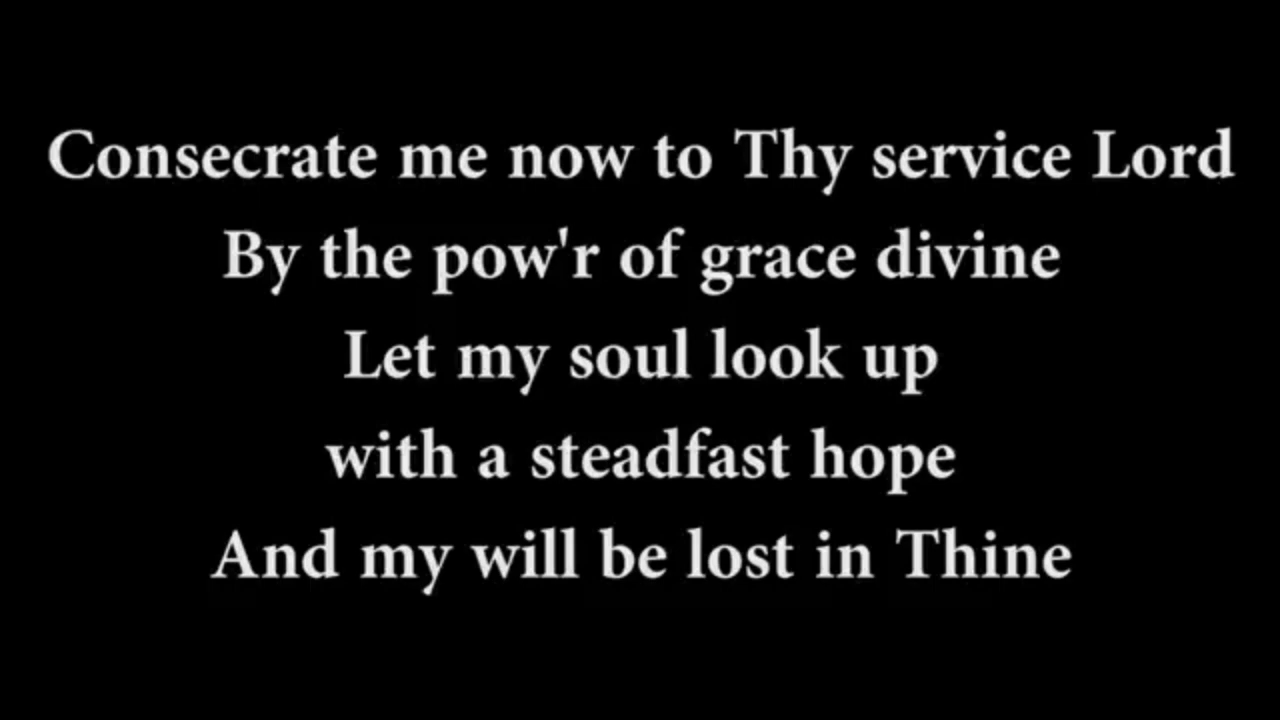 Consecrate me now to Thy service Lord
By the pow'r of grace divine
Let my soul look up
with a steadfast hope
And my will be lost in Thine